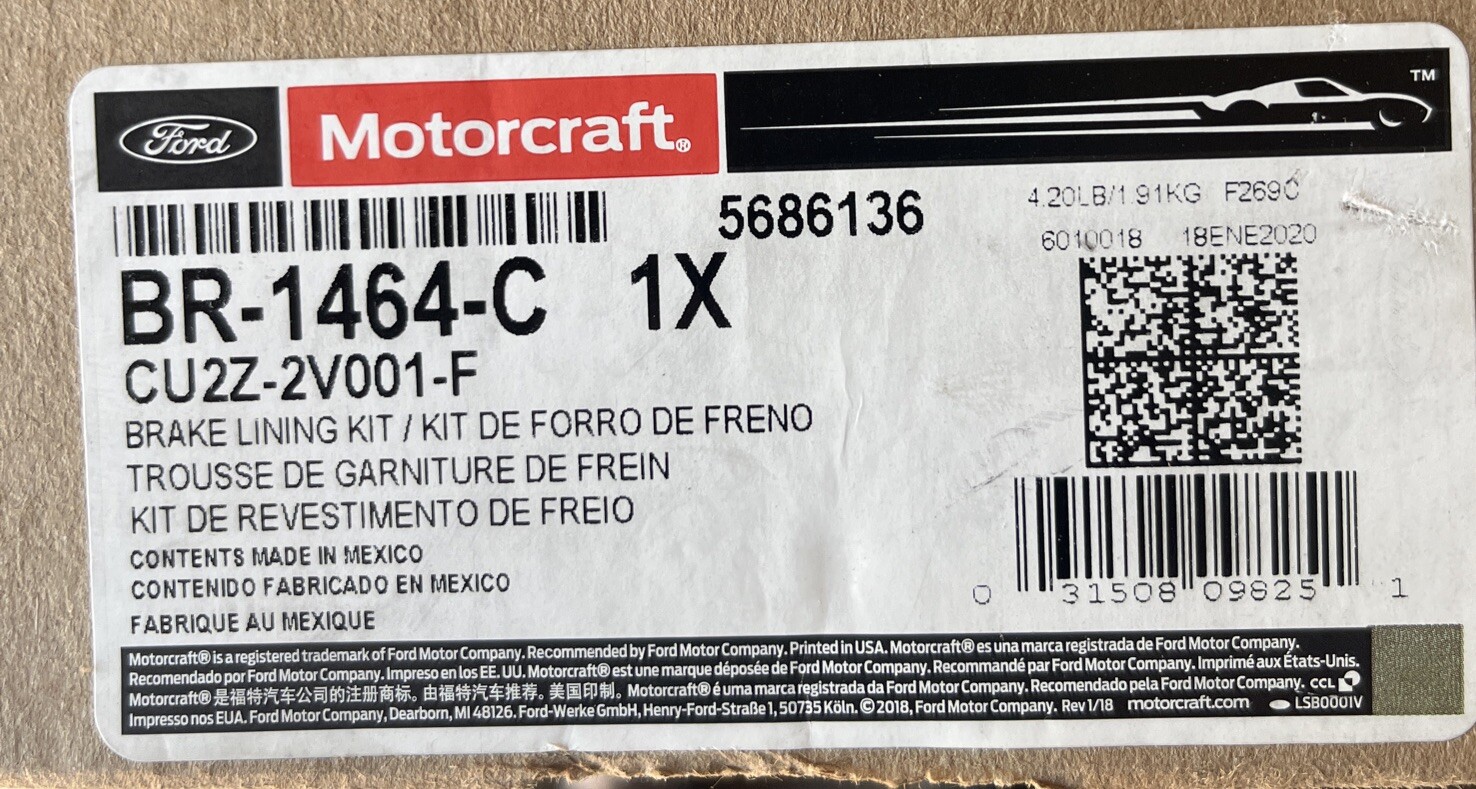 Ford
Motorcraft®
TM
5686136
4.20LB/1.91KG F269C
6010018 18ENE2020
BR-1464-C 1X
CU2Z-2V001-F
BRAKE LINING KIT / KIT DE FORRO DE FRENO
TROUSSE DE GARNITURE DE FREIN
KIT DE REVESTIMENTO DE FREIO
CONTENTS MADE IN MEXICO
CONTENIDO FABRICADO EN MEXICO
FABRIQUE AU MEXIQUE
0 31508 09825 1
Motorcraft® is a registered trademark of Ford Motor Company. Recommended by Ford Motor Company. Printed in USA. Motorcraft® es una marca registrada de Ford Motor Company.
Recomendado por Ford Motor Company. Impreso en los EE. UU. Motorcraft® est une marque déposée de Ford Motor Company. Recommandé par Ford Motor Company. Imprimé aux États-Unis.
Motorcraft® 是福特汽车公司的注册商标。由福特汽车推荐。美国印制。Motorcraft® é uma marca registrada da Ford Motor Company. Recomendado pela Ford Motor Company. CCL
Impresso nos EUA. Ford Motor Company, Dearborn, MI 48126. Ford-Werke GmbH, Henry-Ford-Straße 1, 50735 Köln. © 2018, Ford Motor Company. Rev 1/18 motorcraft.com LSB0001V